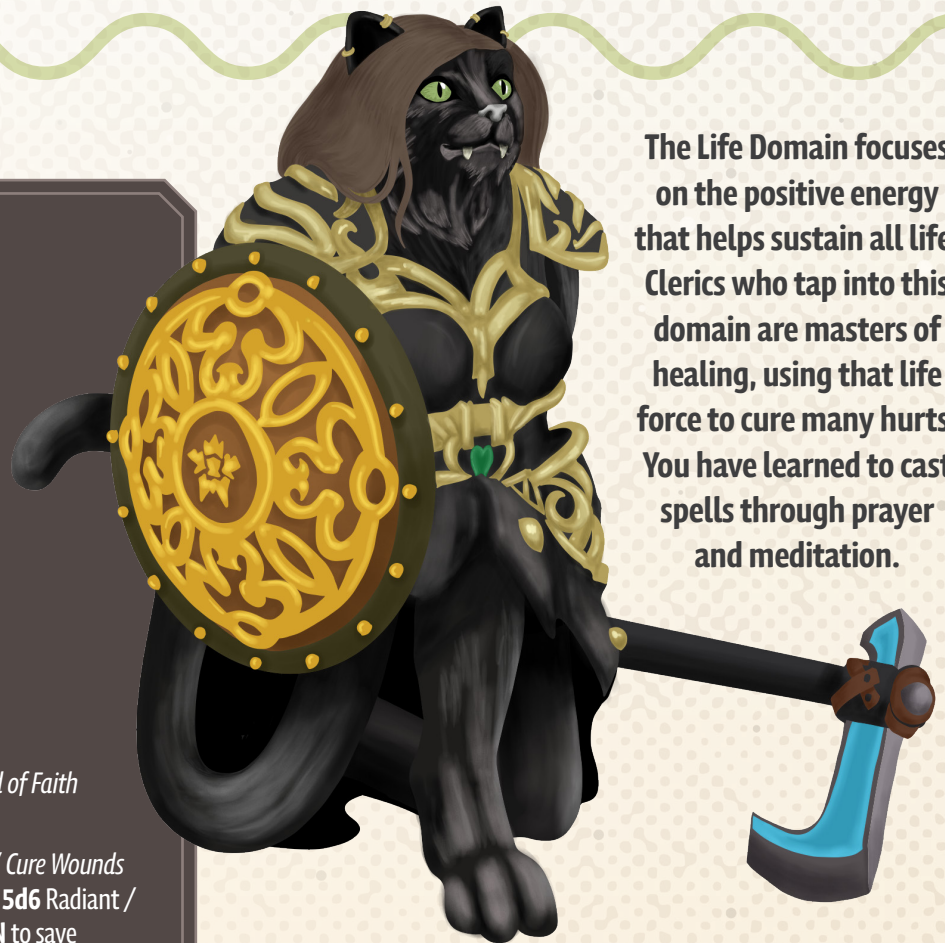 The Life Domain focuses
on the positive energy
that helps sustain all life
Clerics who tap into this
domain are masters of
healing, using that life
force to cure many hurts
You have learned to cast
spells through prayer
and meditation.
of Faith
/ Cure Wounds
5d6 Radiant /
to save